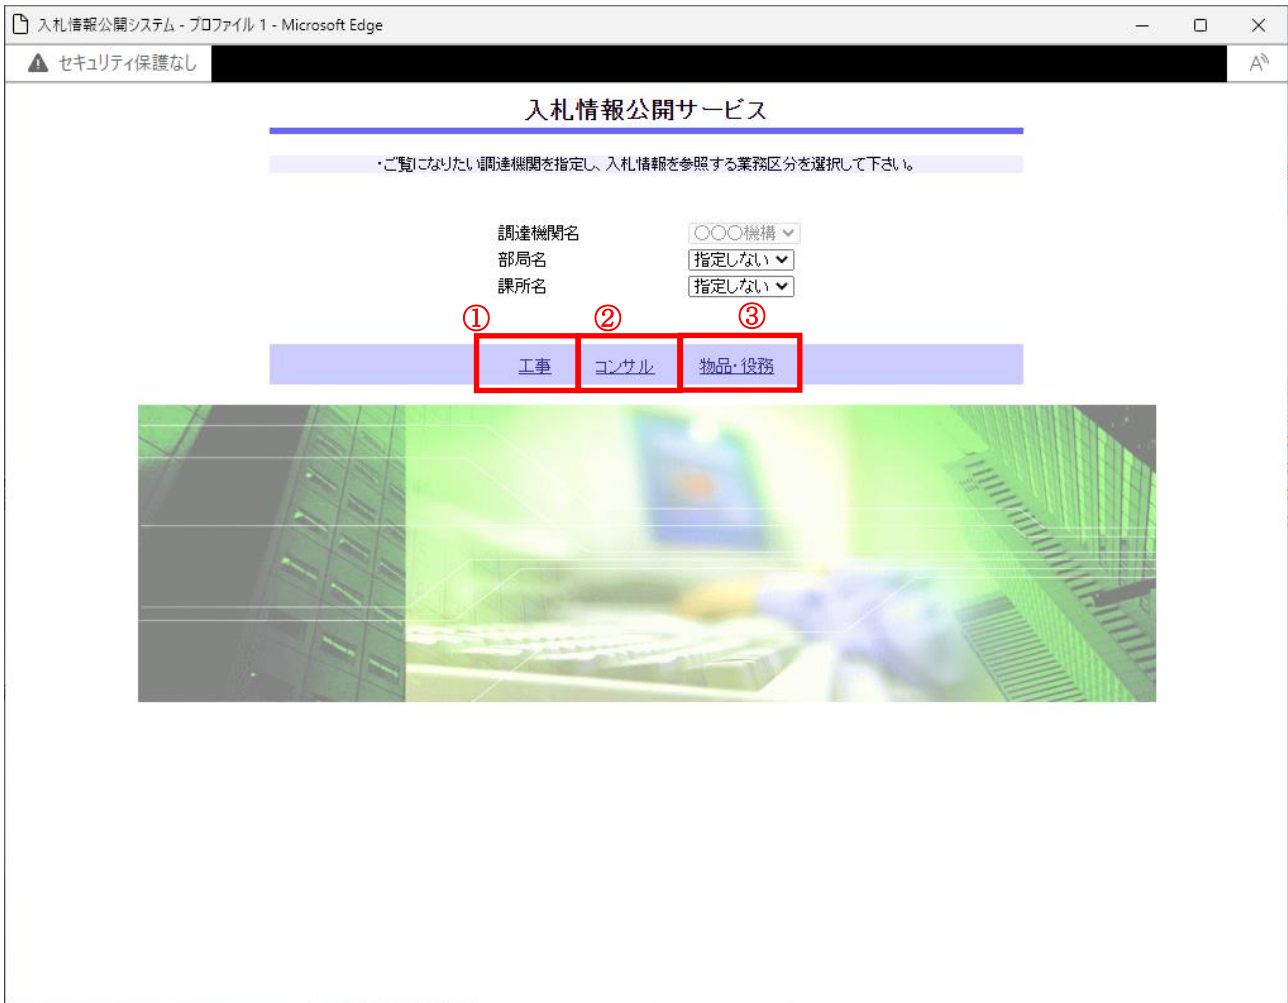 入札情報公開システム - プロファイル 1 - Microsoft Edge
セキュリティ保護なし
入札情報公開サービス
・ご覧になりたい調達機関を指定し、入札情報を参照する業務区分を選択して下さい。
調達機関名 〇〇〇機構
部局名 指定しない
課所名 指定しない
① ② ③
工事 コンサル 物品・役務